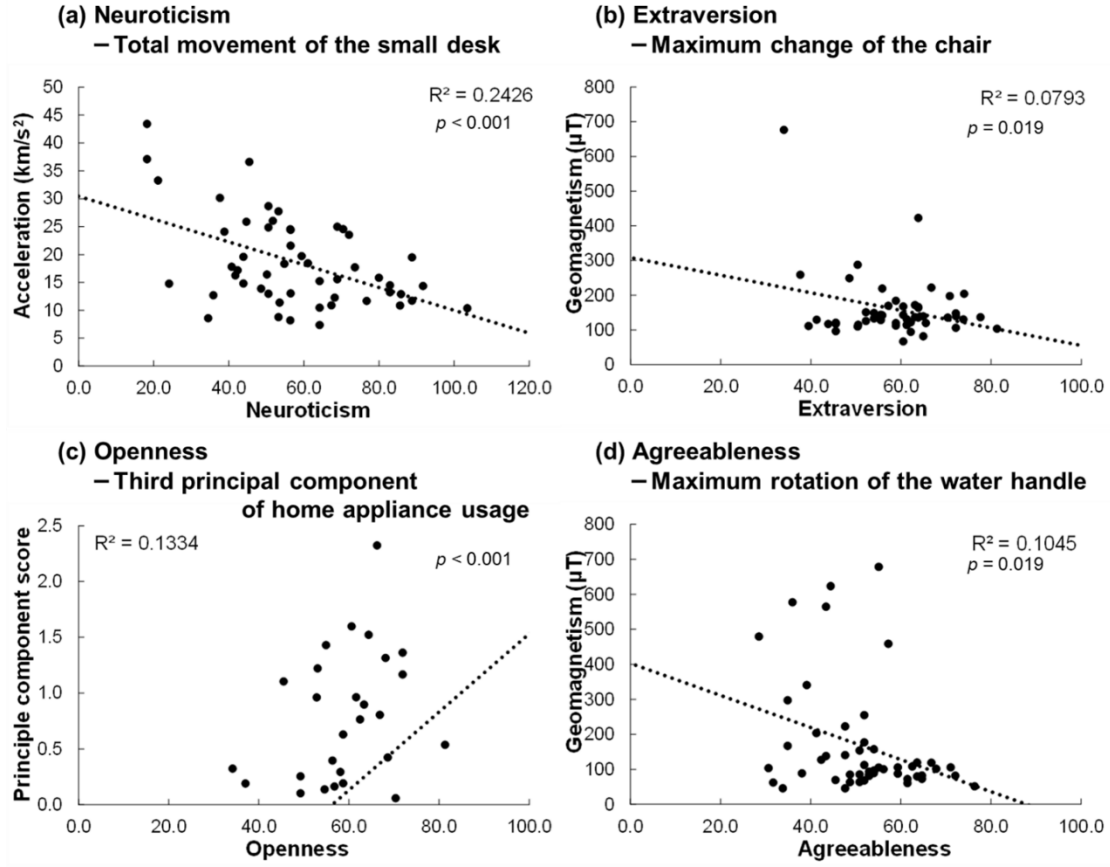 (a) Neuroticism
– Total movement of the small desk
R² = 0.2426
p < 0.001
Acceleration (km/s²)
50
45
40
35
30
25
20
15
10
5
0
0.0 20.0 40.0 60.0 80.0 100.0 120.0
Neuroticism
(b) Extraversion
– Maximum change of the chair
R² = 0.0793
p = 0.019
Geomagnetism (µT)
800
700
600
500
400
300
200
100
0
0.0 20.0 40.0 60.0 80.0 100.0
Extraversion
(c) Openness
– Third principal component
of home appliance usage
R² = 0.1334
p < 0.001
Principle component score
2.5
2.0
1.5
1.0
0.5
0.0
0.0 20.0 40.0 60.0 80.0 100.0
Openness
(d) Agreeableness
– Maximum rotation of the water handle
R² = 0.1045
p = 0.019
Geomagnetism (µT)
800
700
600
500
400
300
200
100
0
0.0 20.0 40.0 60.0 80.0 100.0
Agreeableness